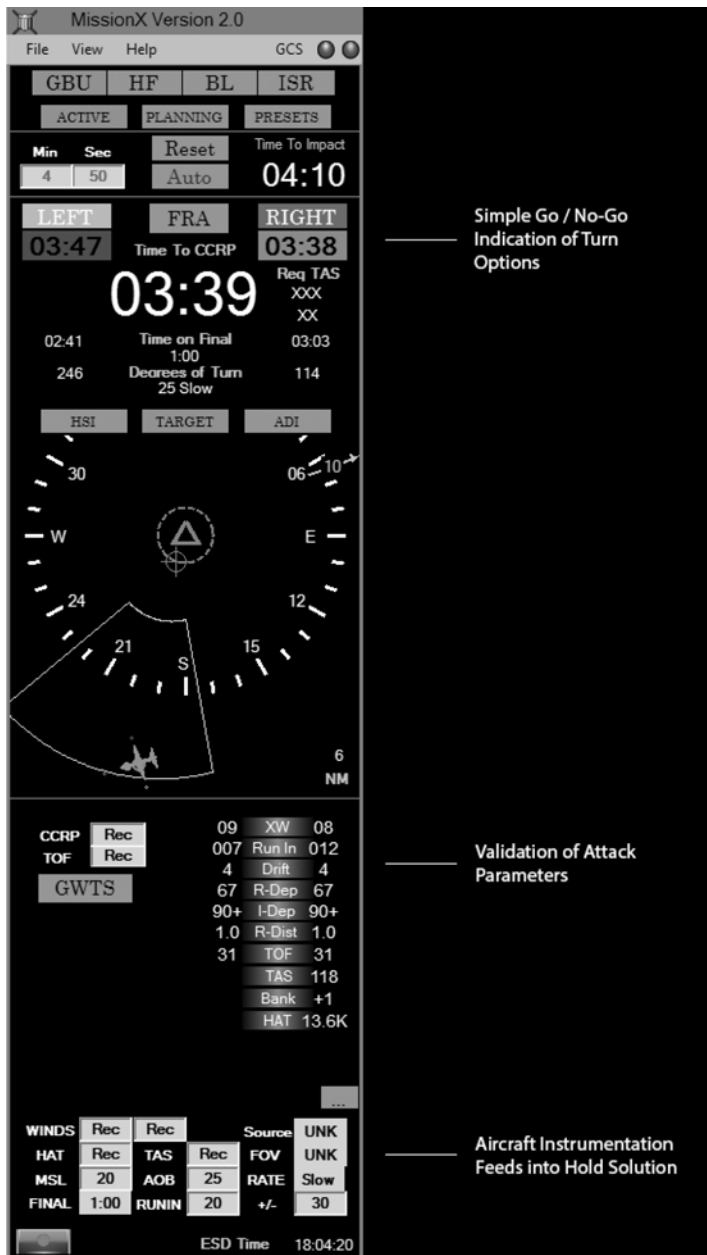 MissionX Version 2.0
File View Help GCS
GBU HF BL ISR
ACTIVE PLANNING PRESETS
Min Sec Reset Time To Impact
4 50 Auto 04:10
LEFT FRA RIGHT
03:47 Time To CCRP 03:38
03:39 Req TAS
XXX
XX
02:41 Time on Final 03:03
1:00
246 Degrees of Turn 114
25 Slow
HSI TARGET ADI
30 06 10
W E
24 12
21 15
S
6
NM
CCRP Rec
TOF Rec
GWTS
09 XW 08
007 Run In 012
4 Drift 4
67 R-Dep 67
90+ I-Dep 90+
1.0 R-Dist 1.0
31 TOF 31
TAS 118
Bank +1
HAT 13.6K
...
WINDS Rec Rec Source UNK
HAT Rec TAS Rec FOV UNK
MSL 20 AOB 25 RATE Slow
FINAL 1:00 RUNIN 20 +/- 30
ESD Time 18:04:20
Simple Go / No-Go
Indication of Turn
Options
Validation of Attack
Parameters
Aircraft Instrumentation
Feeds into Hold Solution